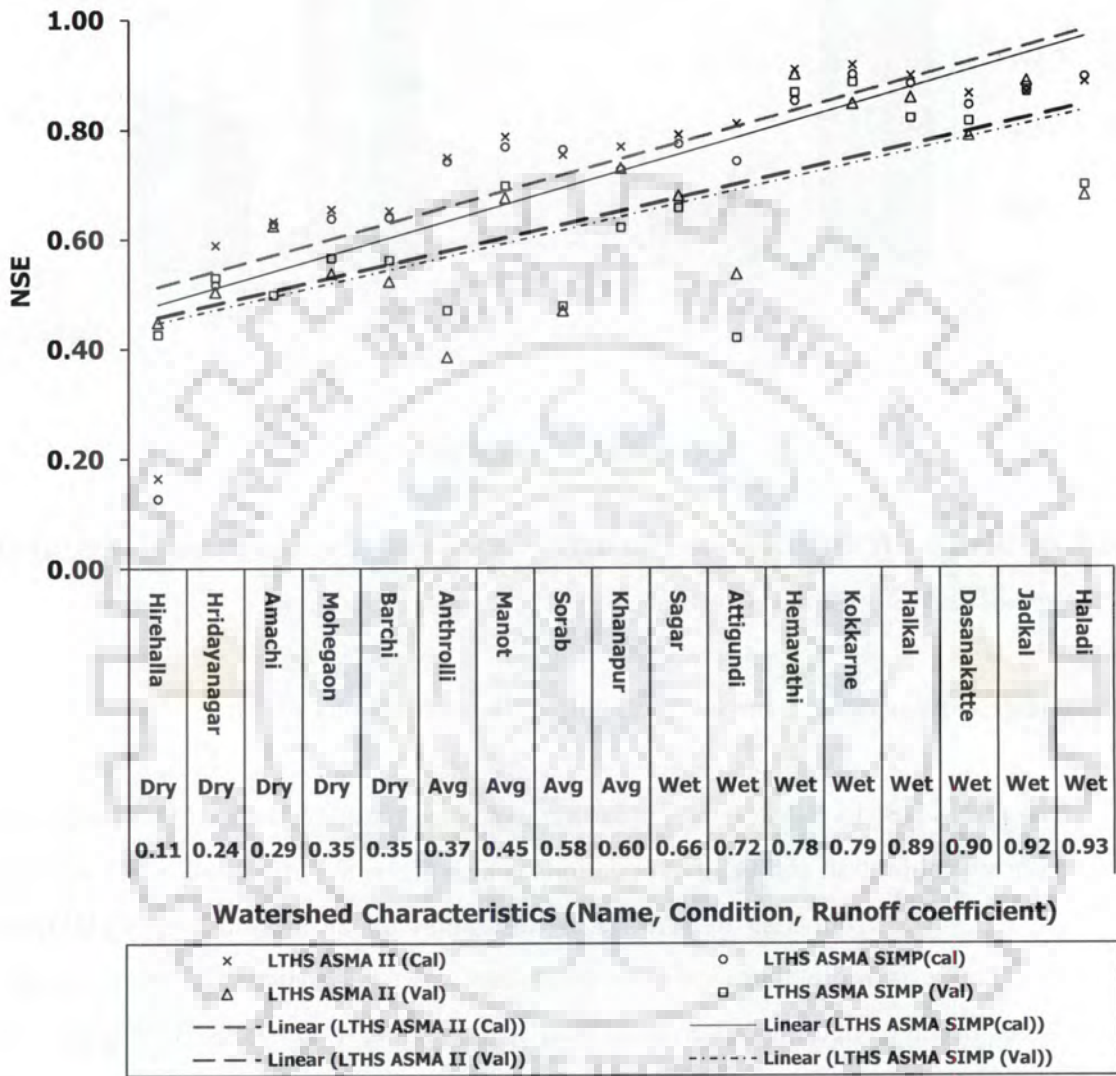 1.00
0.80
0.60
0.40
0.20
0.00
NSE
Hirehalla Hridayanagar Amachi Mohegaon Barchi Anthrolli Manot Sorab Khanapur Sagar Attigundi Hemavathi Kokkarne Halkal Dasanakatte Jadkal Haladi
Dry Dry Dry Dry Dry Avg Avg Avg Avg Wet Wet Wet Wet Wet Wet Wet Wet
0.11 0.24 0.29 0.35 0.35 0.37 0.45 0.58 0.60 0.66 0.72 0.78 0.79 0.89 0.90 0.92 0.93
Watershed Characteristics (Name, Condition, Runoff coefficient)
LTHS ASMA II (Cal) LTHS ASMA SIMP(cal)
LTHS ASMA II (Val) LTHS ASMA SIMP (Val)
Linear (LTHS ASMA II (Cal)) Linear (LTHS ASMA SIMP(cal))
Linear (LTHS ASMA II (Val)) Linear (LTHS ASMA SIMP (Val))